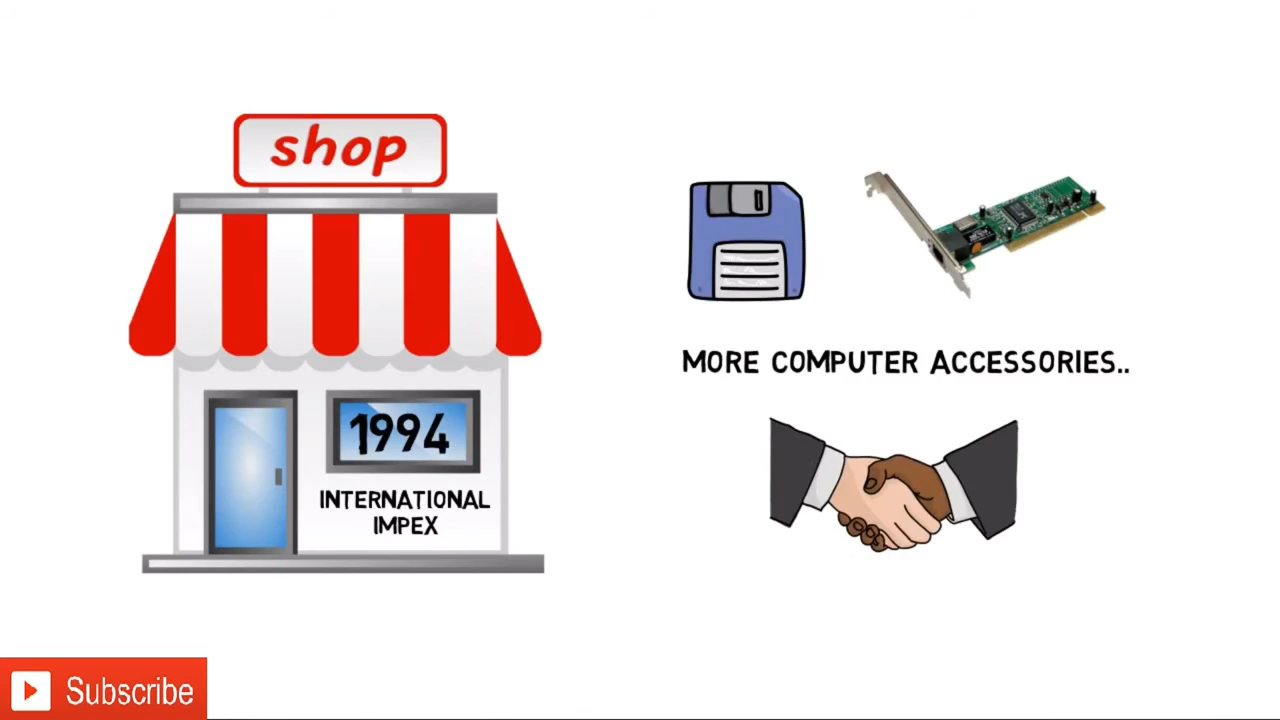 shop
1994
INTERNATIONAL
IMPEX
MORE COMPUTER ACCESSORIES..
Subscribe